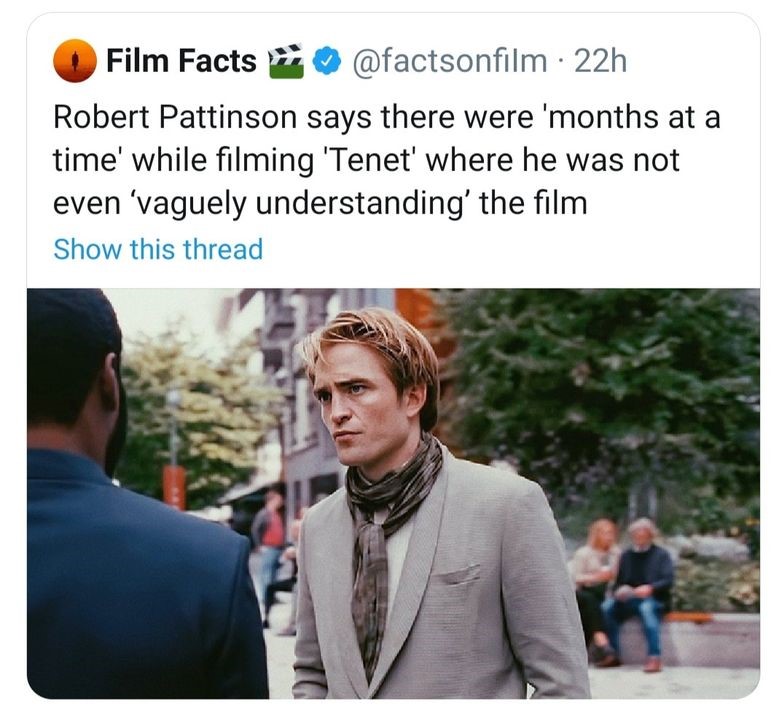 Film Facts 🎬 @factsonfilm · 22h
Robert Pattinson says there were 'months at a
time' while filming 'Tenet' where he was not
even ‘vaguely understanding’ the film
Show this thread